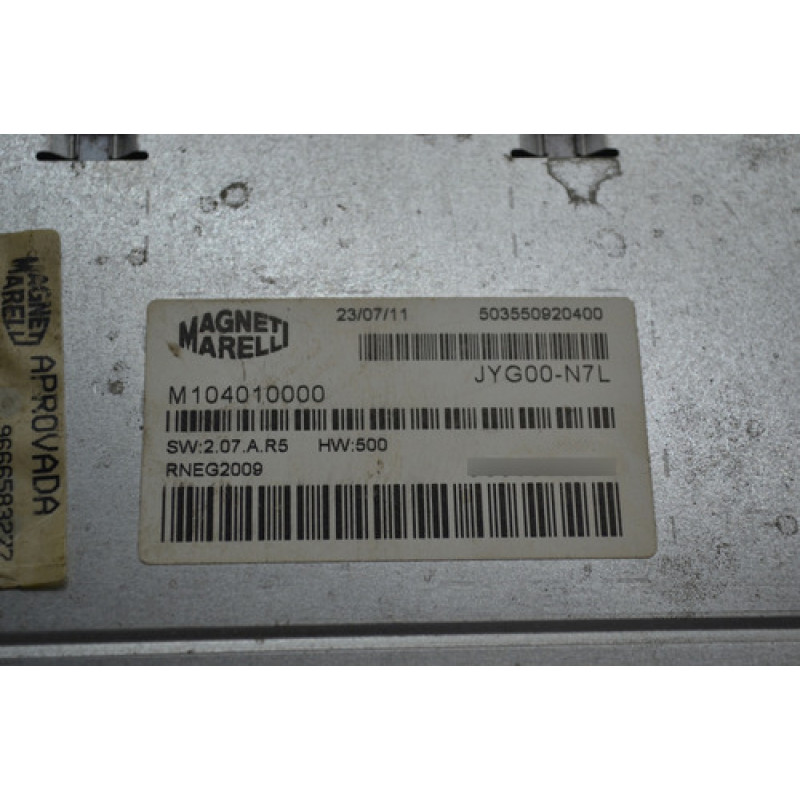 MAGNETI
MARELLI
23/07/11 503550920400
JYG00-N7L
M104010000
SW:2.07.A.R5 HW:500
RNEG2009
MAGNETI
MARELLI
APROVADA